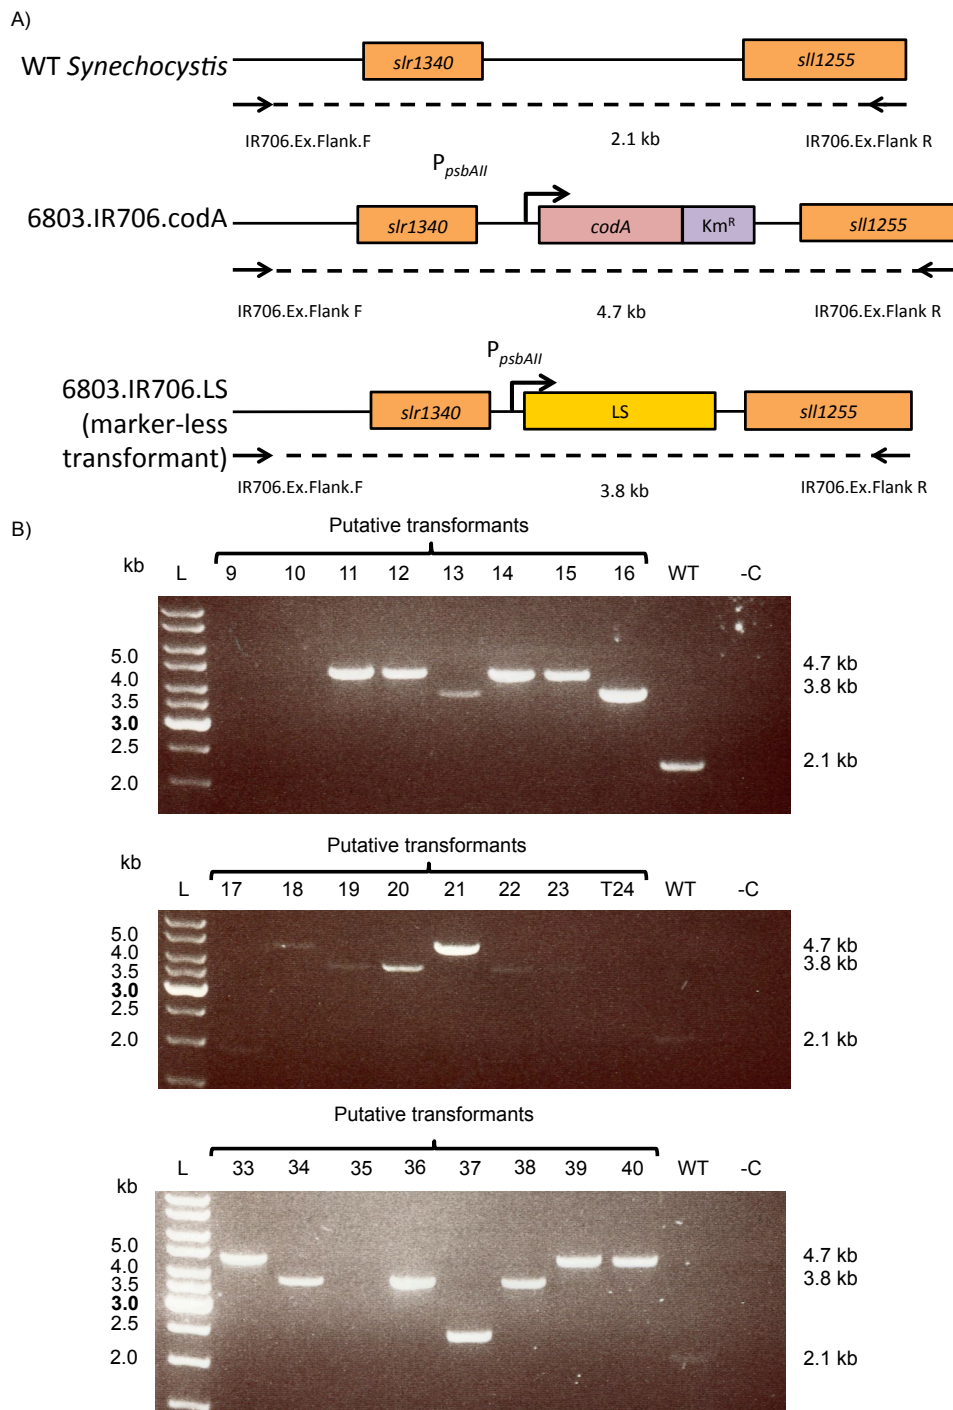 A)
WT Synechocystis
slr1340
sll1255
IR706.Ex.Flank.F
2.1 kb
IR706.Ex.Flank R
PpsbAII
6803.IR706.codA
slr1340
codA
KmR
sll1255
IR706.Ex.Flank F
4.7 kb
IR706.Ex.Flank R
PpsbAII
6803.IR706.LS
(marker-less
transformant)
slr1340
LS
sll1255
IR706.Ex.Flank.F
3.8 kb
IR706.Ex.Flank R
B)
Putative transformants
kb L 9 10 11 12 13 14 15 16 WT -C
5.0
4.0
3.5
3.0
2.5
2.0
4.7 kb
3.8 kb
2.1 kb
Putative transformants
kb
L 17 18 19 20 21 22 23 T24 WT -C
5.0
4.0
3.5
3.0
2.5
2.0
4.7 kb
3.8 kb
2.1 kb
Putative transformants
L 33 34 35 36 37 38 39 40 WT -C
kb
5.0
4.0
3.5
3.0
2.5
2.0
4.7 kb
3.8 kb
2.1 kb